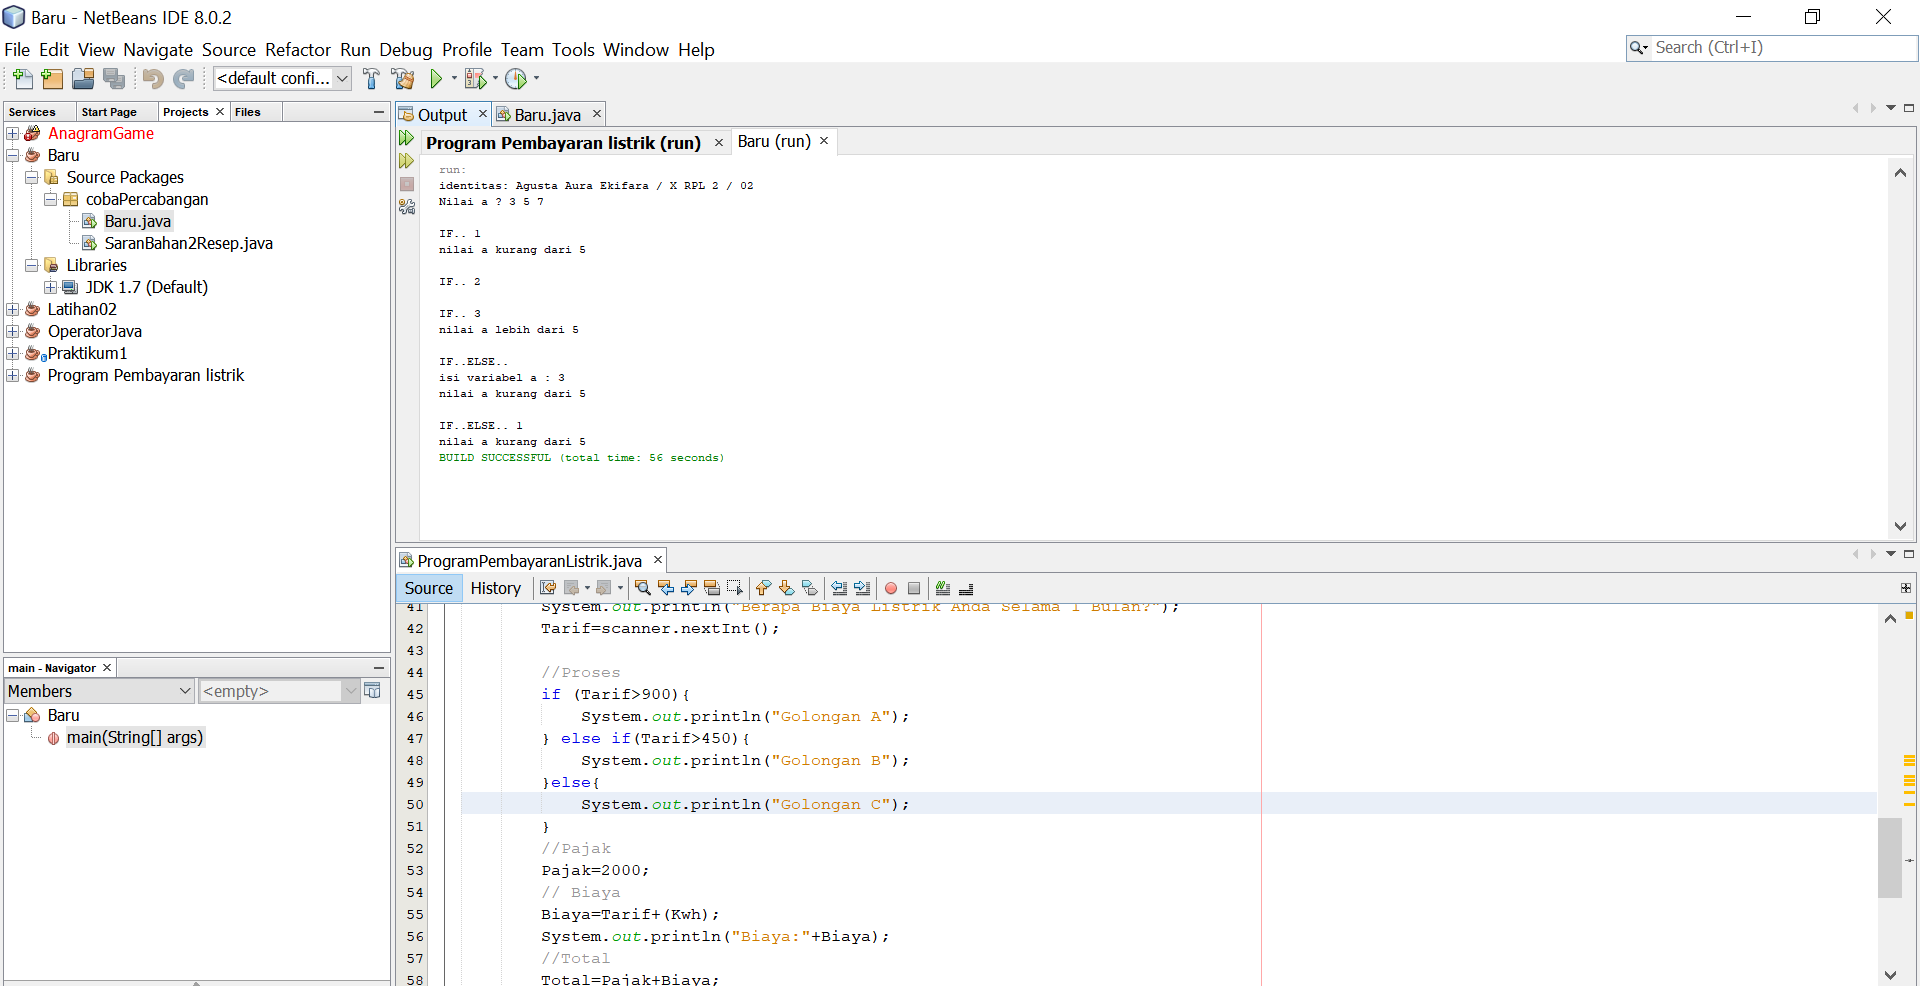 Baru - NetBeans IDE 8.0.2
File Edit View Navigate Source Refactor Run Debug Profile Team Tools Window Help
Search (Ctrl+I)
<default confi...
Services Start Page Projects Files
AnagramGame
Baru
Source Packages
cobaPercabangan
Baru.java
SaranBahan2Resep.java
Libraries
JDK 1.7 (Default)
Latihan02
OperatorJava
Praktikum1
Program Pembayaran listrik
main - Navigator
Members <empty>
Baru
main(String[] args)
Output Baru.java
Program Pembayaran listrik (run) Baru (run)
run:
identitas: Agusta Aura Ekifara / X RPL 2 / 02
Nilai a ? 3 5 7
IF.. 1
nilai a kurang dari 5
IF.. 2
IF.. 3
nilai a lebih dari 5
IF..ELSE..
isi variabel a : 3
nilai a kurang dari 5
IF..ELSE.. 1
nilai a kurang dari 5
BUILD SUCCESSFUL (total time: 56 seconds)
ProgramPembayaranListrik.java
Source History
41 System.out.println("Berapa Biaya Listrik Anda Selama 1 Bulan?");
42 Tarif=scanner.nextInt();
43
44 //Proses
45 if (Tarif>900){
46 System.out.println("Golongan A");
47 } else if(Tarif>450){
48 System.out.println("Golongan B");
49 }else{
50 System.out.println("Golongan C");
51 }
52 //Pajak
53 Pajak=2000;
54 // Biaya
55 Biaya=Tarif+(Kwh);
56 System.out.println("Biaya:"+Biaya);
57 //Total
58 Total=Pajak+Biaya;